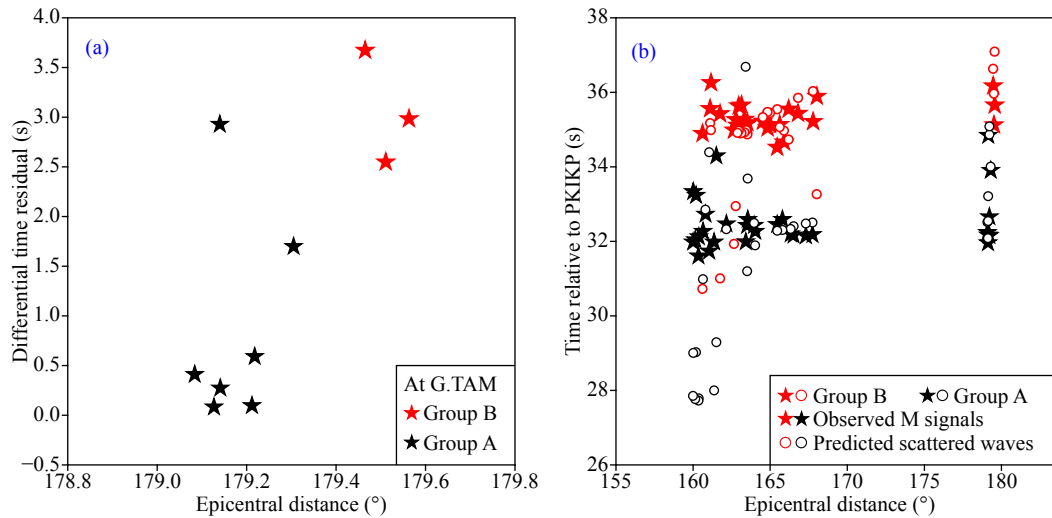 (a)
Differential time residual (s)
4.0
3.5
3.0
2.5
2.0
1.5
1.0
0.5
0.0
−0.5
178.8
179.0
179.2
179.4
179.6
179.8
Epicentral distance (°)
At G.TAM
Group B
Group A
(b)
Time relative to PKIKP (s)
38
36
34
32
30
28
26
155
160
165
170
175
180
Epicentral distance (°)
Group B Group A
Observed M signals
Predicted scattered waves